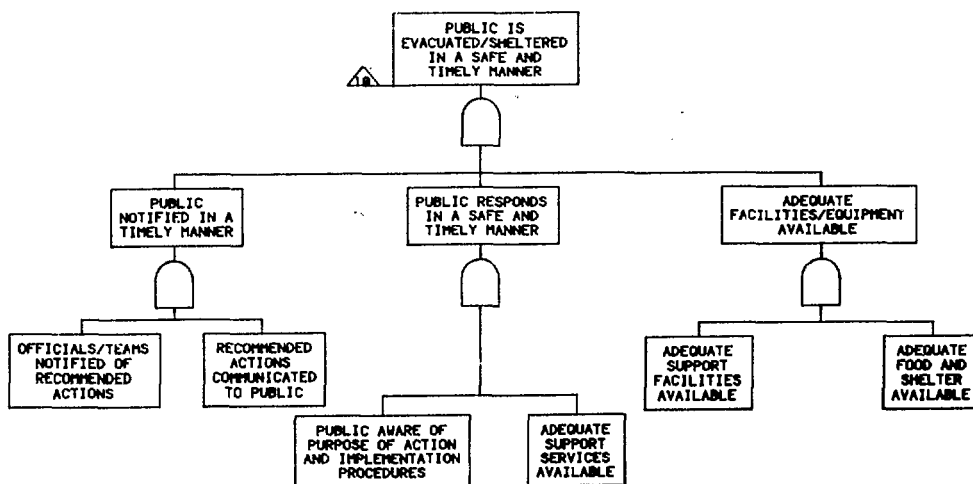 PUBLIC IS
EVACUATED/SHELTERED
IN A SAFE AND
TIMELY MANNER
PUBLIC
NOTIFIED IN A
TIMELY MANNER
PUBLIC RESPONDS
IN A SAFE AND
TIMELY MANNER
ADEQUATE
FACILITIES/EQUIPMENT
AVAILABLE
OFFICIALS/TEAMS
NOTIFIED OF
RECOMMENDED
ACTIONS
RECOMMENDED
ACTIONS
COMMUNICATED
TO PUBLIC
PUBLIC AWARE OF
PURPOSE OF ACTION
AND IMPLEMENTATION
PROCEDURES
ADEQUATE
SUPPORT
SERVICES
AVAILABLE
ADEQUATE
SUPPORT
FACILITIES
AVAILABLE
ADEQUATE
FOOD AND
SHELTER
AVAILABLE